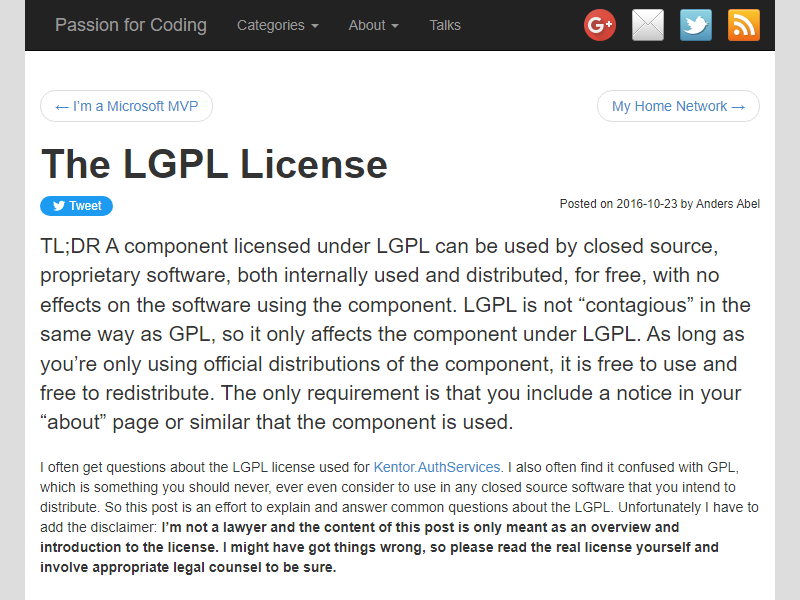 Passion for Coding Categories About Talks G+
← I'm a Microsoft MVP My Home Network →
The LGPL License
Tweet Posted on 2016-10-23 by Anders Abel
TL;DR A component licensed under LGPL can be used by closed source,
proprietary software, both internally used and distributed, for free, with no
effects on the software using the component. LGPL is not “contagious” in the
same way as GPL, so it only affects the component under LGPL. As long as
you’re only using official distributions of the component, it is free to use and
free to redistribute. The only requirement is that you include a notice in your
“about” page or similar that the component is used.
I often get questions about the LGPL license used for Kentor.AuthServices. I also often find it confused with GPL,
which is something you should never, ever even consider to use in any closed source software that you intend to
distribute. So this post is an effort to explain and answer common questions about the LGPL. Unfortunately I have to
add the disclaimer: I’m not a lawyer and the content of this post is only meant as an overview and
introduction to the license. I might have got things wrong, so please read the real license yourself and
involve appropriate legal counsel to be sure.